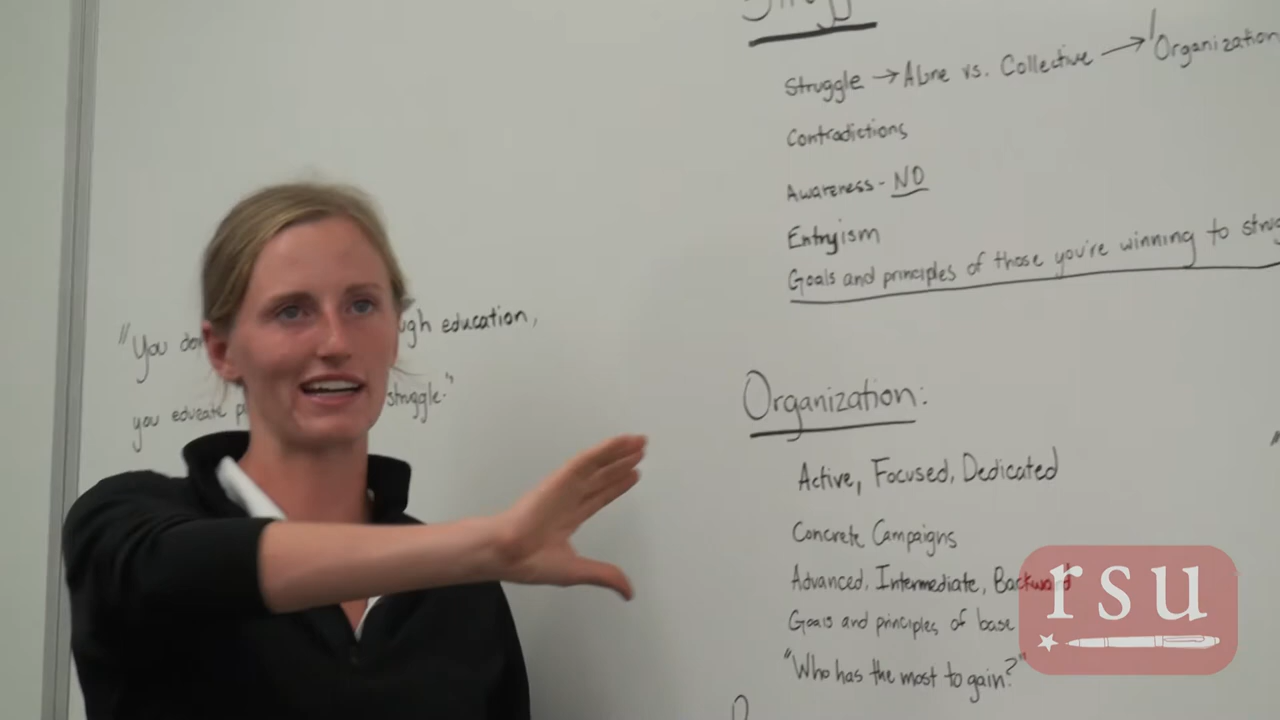 Struggle → Alone vs. Collective → Organization
Contradictions
Awareness - NO
Entryism
Goals and principles of those you're winning to
"You ugh education,
you educate struggle."
Organization:
Active, Focused, Dedicated
Concrete Campaigns
Advanced, Intermediate, Backward
Goals and principles of base
"Who has the most to gain?"
rsu